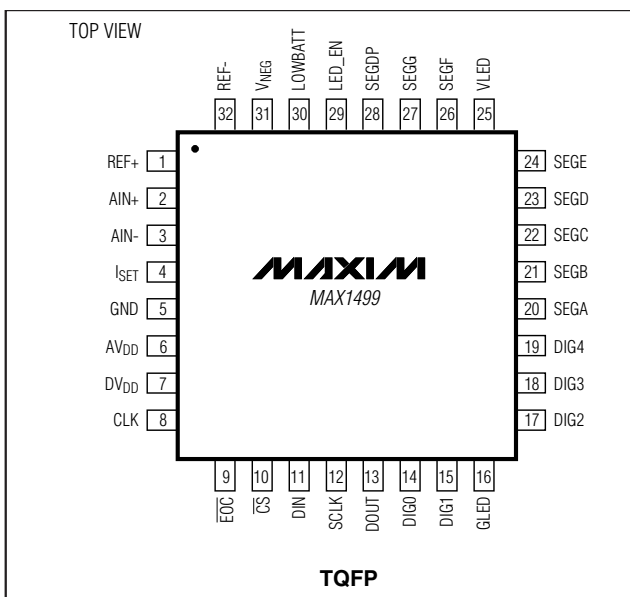 TOP VIEW
REF-
VNEG
LOWBATT
LED_EN
SEGDP
SEGG
SEGF
VLED
32 31 30 29 28 27 26 25
REF+ 1
AIN+ 2
AIN- 3
ISET 4
GND 5
AVDD 6
DVDD 7
CLK 8
MAXIM
MAX1499
24 SEGE
23 SEGD
22 SEGC
21 SEGB
20 SEGA
19 DIG4
18 DIG3
17 DIG2
9 10 11 12 13 14 15 16
EOC
CS
DIN
SCLK
DOUT
DIG0
DIG1
GLED
TQFP